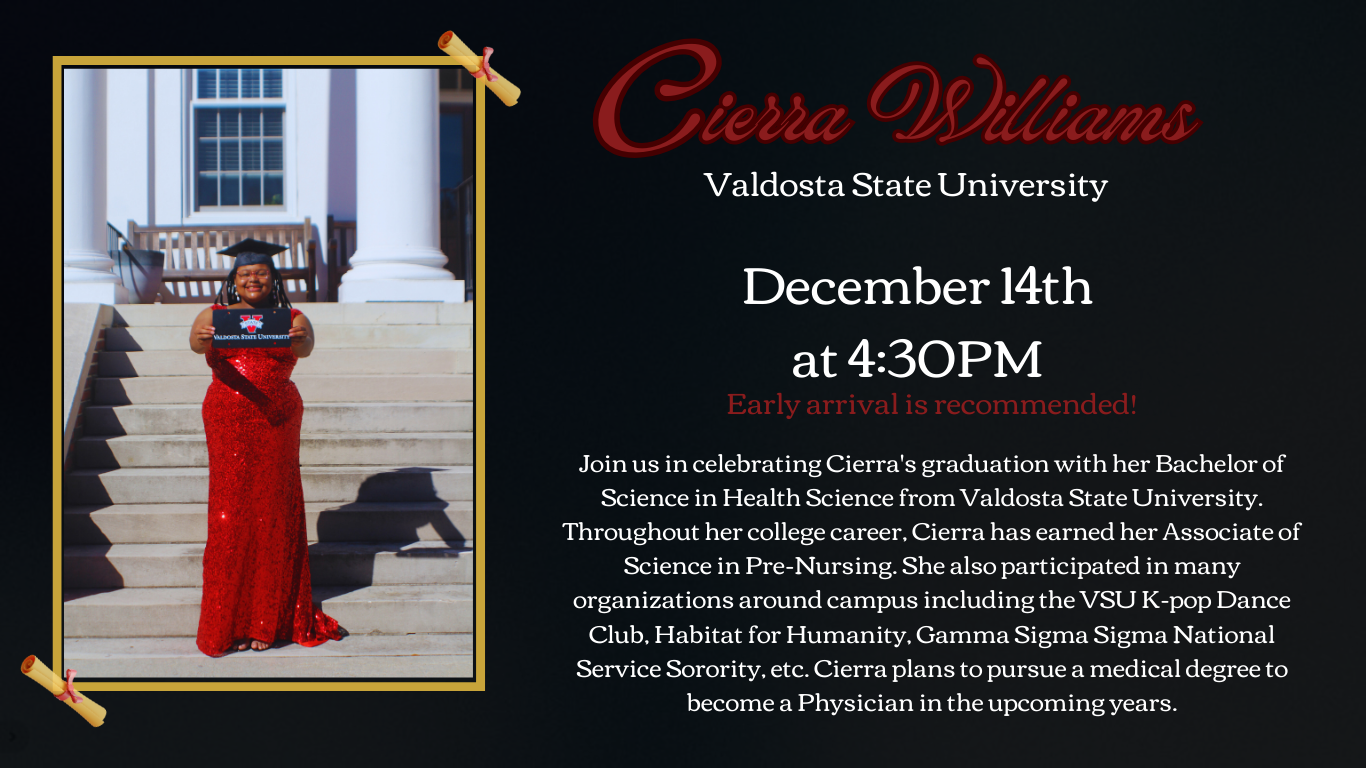 Cierra Williams
Valdosta State University
December 14th
at 4:30PM
Early arrival is recommended!
Join us in celebrating Cierra's graduation with her Bachelor of
Science in Health Science from Valdosta State University.
Throughout her college career, Cierra has earned her Associate of
Science in Pre-Nursing. She also participated in many
organizations around campus including the VSU K-pop Dance
Club, Habitat for Humanity, Gamma Sigma Sigma National
Service Sorority, etc. Cierra plans to pursue a medical degree to
become a Physician in the upcoming years.
V
VALDOSTA STATE UNIVERSITY